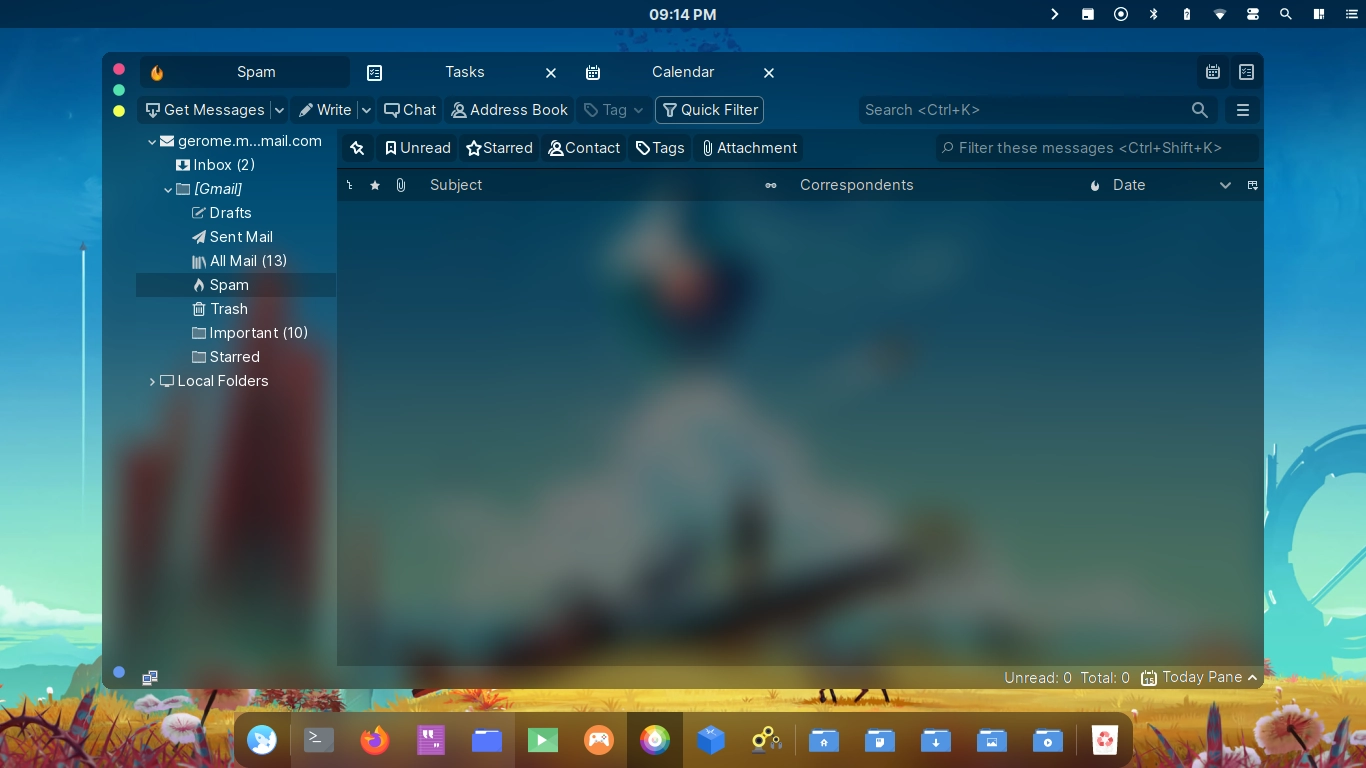 09:14 PM
Spam
Tasks
Calendar
Get Messages
Write
Chat
Address Book
Tag
Quick Filter
Search <Ctrl+K>
gerome.m...mail.com
Inbox (2)
[Gmail]
Drafts
Sent Mail
All Mail (13)
Spam
Trash
Important (10)
Starred
Local Folders
Unread
Starred
Contact
Tags
Attachment
Filter these messages <Ctrl+Shift+K>
Subject
Correspondents
Date
Unread: 0 Total: 0
Today Pane